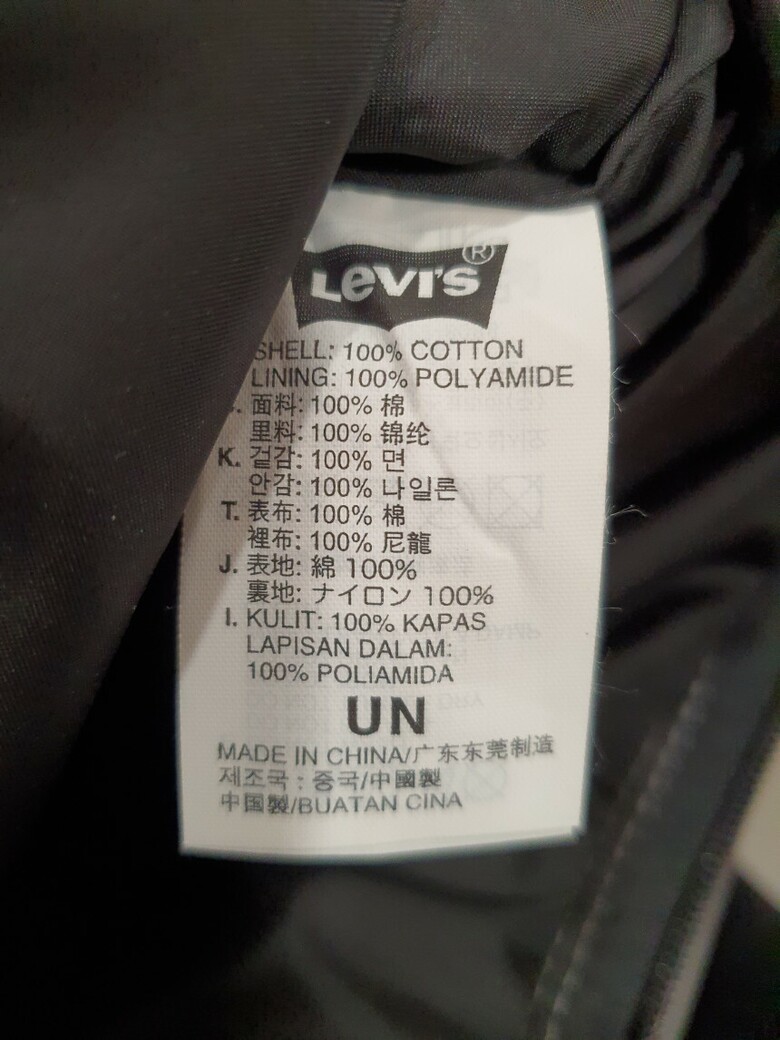 LEVI'S ®
SHELL: 100% COTTON
LINING: 100% POLYAMIDE
面料: 100% 棉
里料: 100% 锦纶
K. 겉감: 100% 면
안감: 100% 나일론
T. 表布: 100% 棉
裡布: 100% 尼龍
J. 表地: 綿 100%
裏地: ナイロン 100%
I. KULIT: 100% KAPAS
LAPISAN DALAM:
100% POLIAMIDA
UN
MADE IN CHINA/广东东莞制造
제조국 : 중국/中國製
中国製/BUATAN CINA